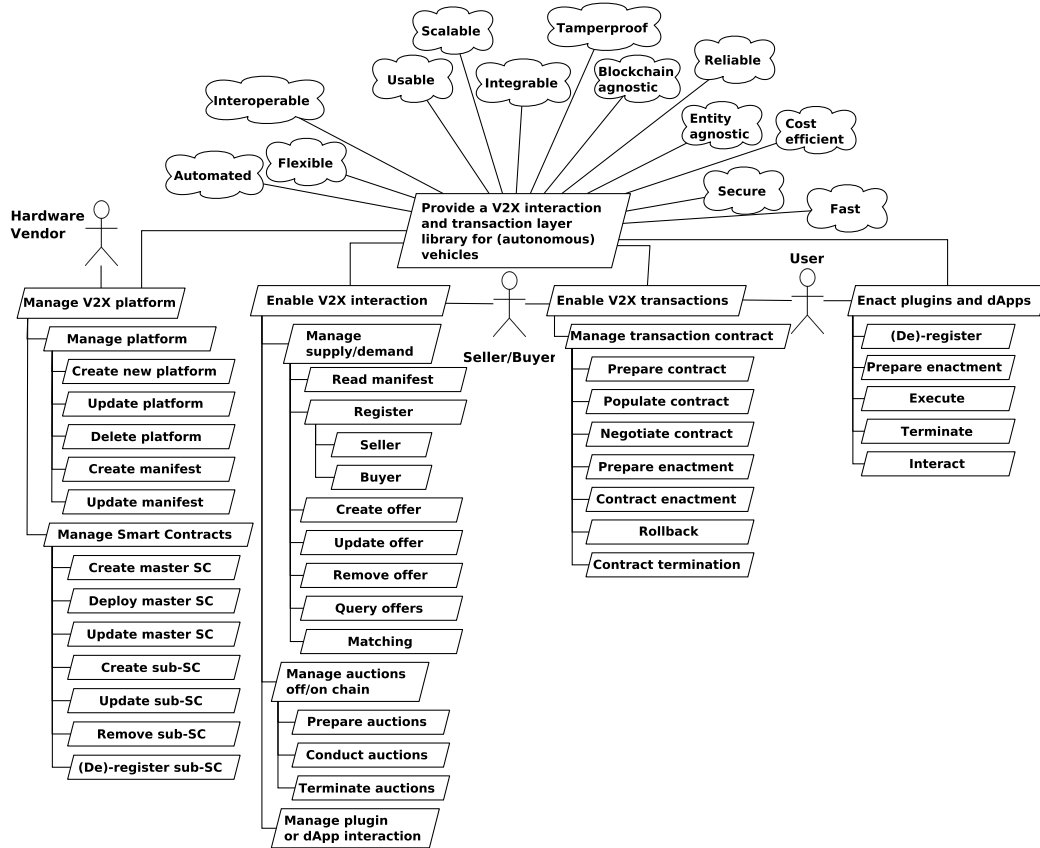 Scalable
Tamperproof
Usable
Integrable
Blockchain
agnostic
Reliable
Interoperable
Entity
agnostic
Cost
efficient
Automated
Flexible
Secure
Fast
Provide a V2X interaction
and transaction layer
library for (autonomous)
vehicles
Hardware
Vendor
Seller/Buyer
User
Manage V2X platform
Manage platform
Create new platform
Update platform
Delete platform
Create manifest
Update manifest
Manage Smart Contracts
Create master SC
Deploy master SC
Update master SC
Create sub-SC
Update sub-SC
Remove sub-SC
(De)-register sub-SC
Enable V2X interaction
Manage
supply/demand
Read manifest
Register
Seller
Buyer
Create offer
Update offer
Remove offer
Query offers
Matching
Manage auctions
off/on chain
Prepare auctions
Conduct auctions
Terminate auctions
Manage plugin
or dApp interaction
Enable V2X transactions
Manage transaction contract
Prepare contract
Populate contract
Negotiate contract
Prepare enactment
Contract enactment
Rollback
Contract termination
Enact plugins and dApps
(De)-register
Prepare enactment
Execute
Terminate
Interact